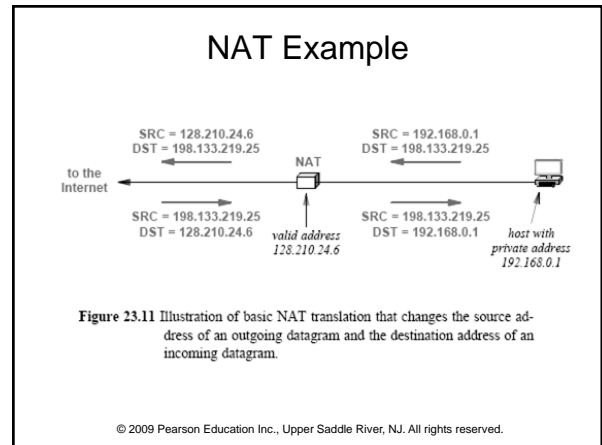 NAT Example
SRC = 128.210.24.6
DST = 198.133.219.25
SRC = 192.168.0.1
DST = 198.133.219.25
NAT
to the
Internet
SRC = 198.133.219.25
DST = 128.210.24.6
valid address
128.210.24.6
SRC = 198.133.219.25
DST = 192.168.0.1
host with
private address
192.168.0.1
Figure 23.11 Illustration of basic NAT translation that changes the source ad-
dress of an outgoing datagram and the destination address of an
incoming datagram.
© 2009 Pearson Education Inc., Upper Saddle River, NJ. All rights reserved.